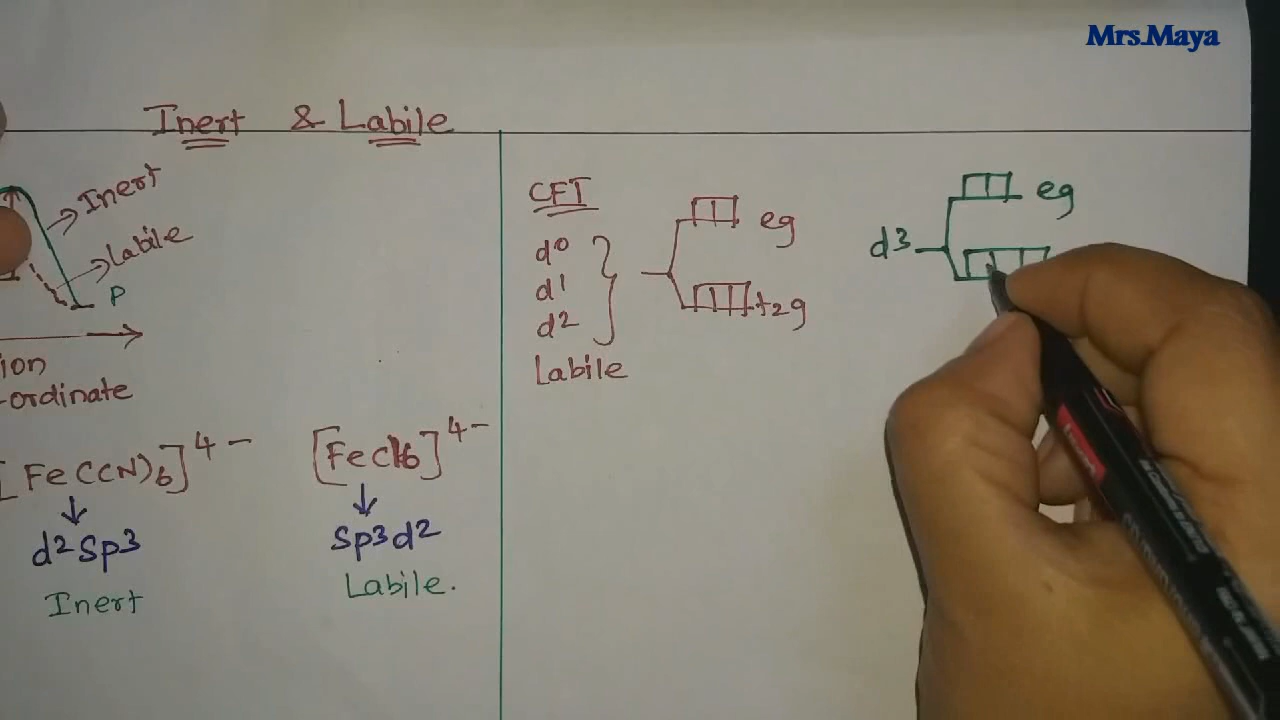 Mrs.Maya
Inert & Labile
Inert
Labile
P
ion
-ordinate
[Fe(CN)6]4-
↓
d2sp3
Inert
[FeCl6]4-
↓
sp3d2
Labile.
CFT
d0
d1
d2
Labile
eg
t2g
d3
eg